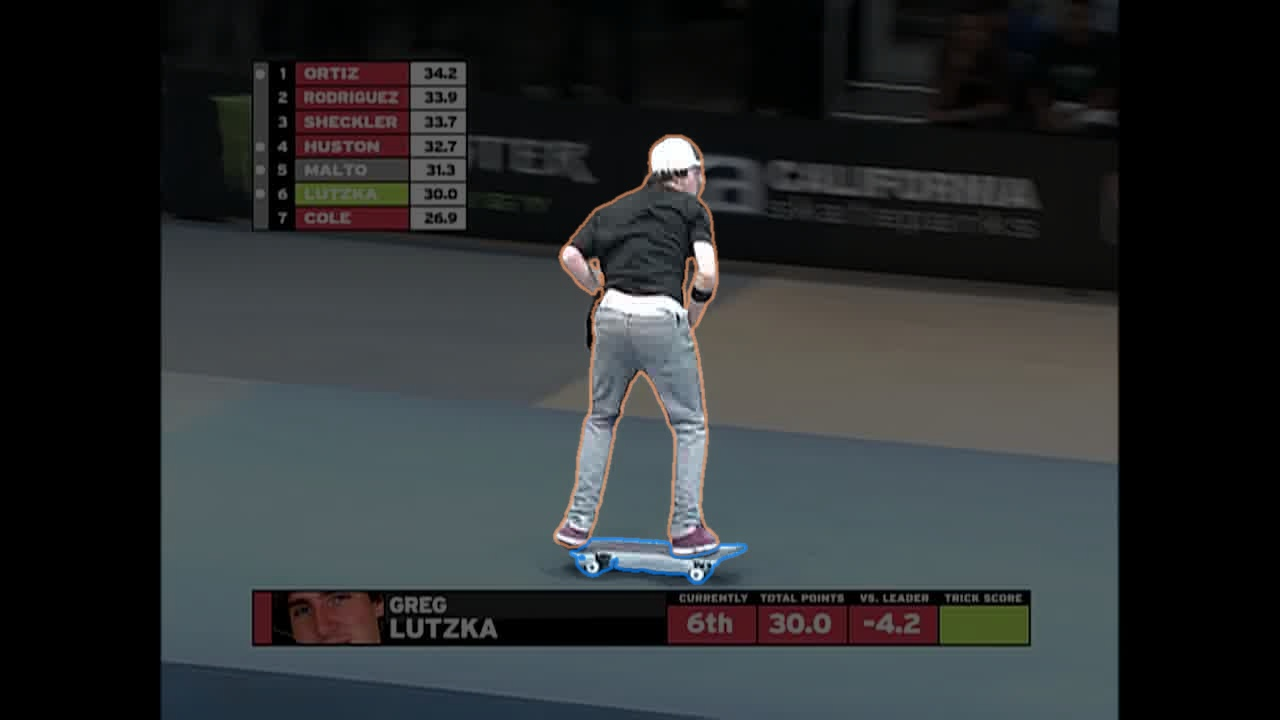 1 ORTIZ 34.2
2 RODRIGUEZ 33.9
3 SHECKLER 33.7
4 HUSTON 32.7
5 MALTO 31.3
6 LUTZKA 30.0
7 COLE 26.9
CALIFORNIA
skateparks
GREG
LUTZKA
CURRENTLY TOTAL POINTS VS. LEADER TRICK SCORE
6th 30.0 -4.2